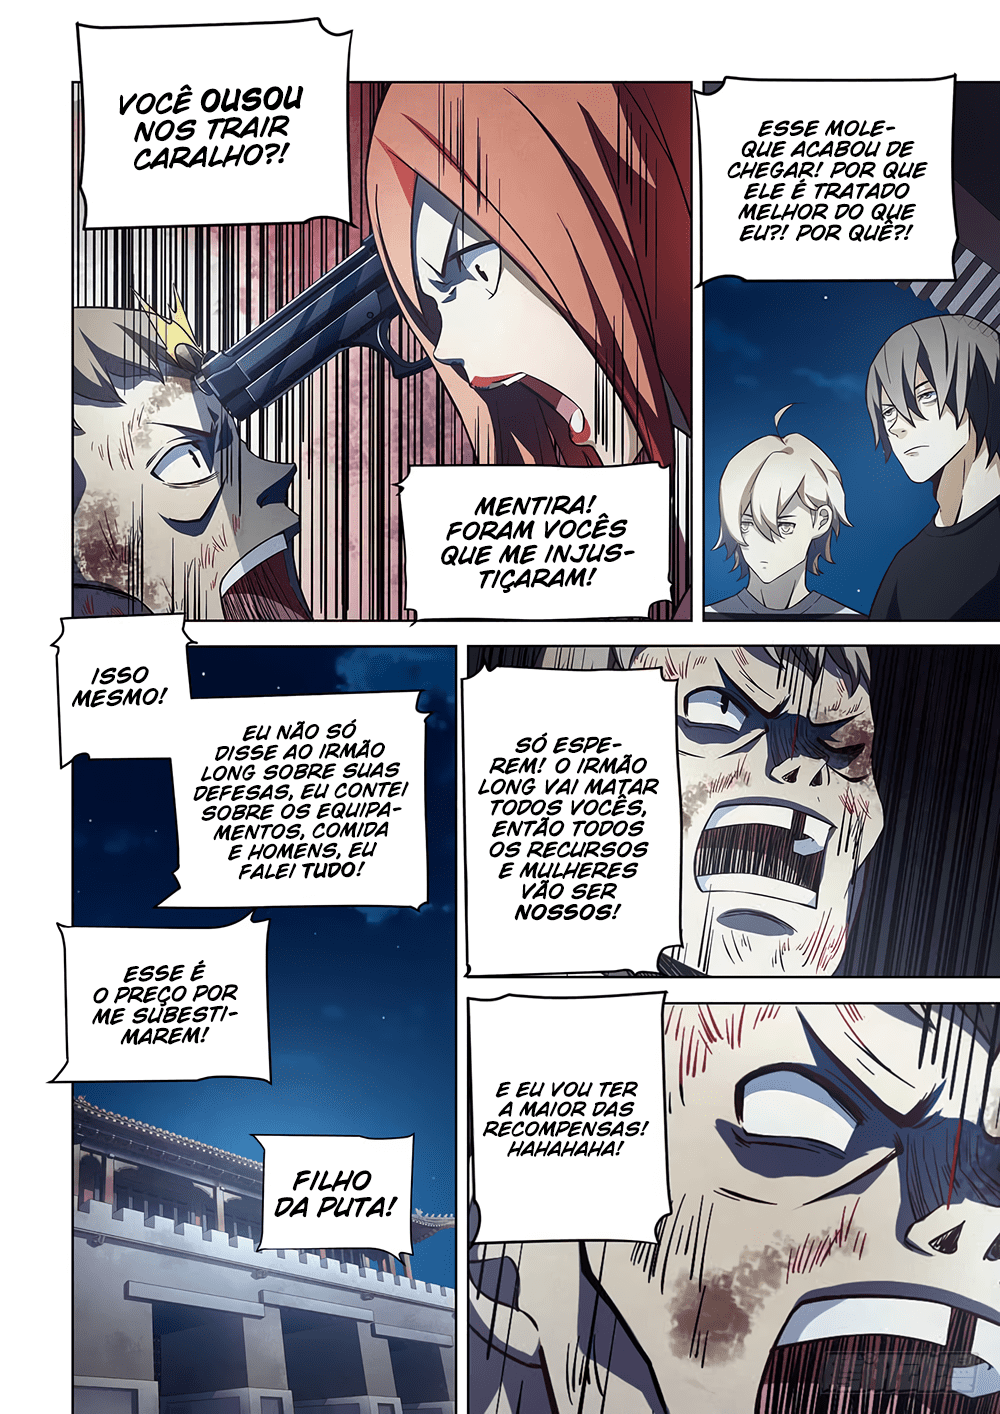 VOCÊ OUSOU
NOS TRAIR
CARALHO?!
MENTIRA!
FORAM VOCÊS
QUE ME INJUS-
TIÇARAM!
ESSE MOLE-
QUE ACABOU DE
CHEGAR! POR QUE
ELE É TRATADO
MELHOR DO QUE
EU?! POR QUÊ?!
ISSO
MESMO!
EU NÃO SÓ
DISSE AO IRMÃO
LONG SOBRE SUAS
DEFESAS, EU CONTEI
SOBRE OS EQUIPA-
MENTOS, COMIDA
E HOMENS, EU
FALEI TUDO!
SÓ ESPE-
REM! O IRMÃO
LONG VAI MATAR
TODOS VOCÊS,
ENTÃO TODOS
OS RECURSOS
E MULHERES
VÃO SER
NOSSOS!
ESSE É
O PREÇO POR
ME SUBESTI-
MAREM!
E EU VOU TER
A MAIOR DAS
RECOMPENSAS!
HAHAHAHA!
FILHO
DA PUTA!